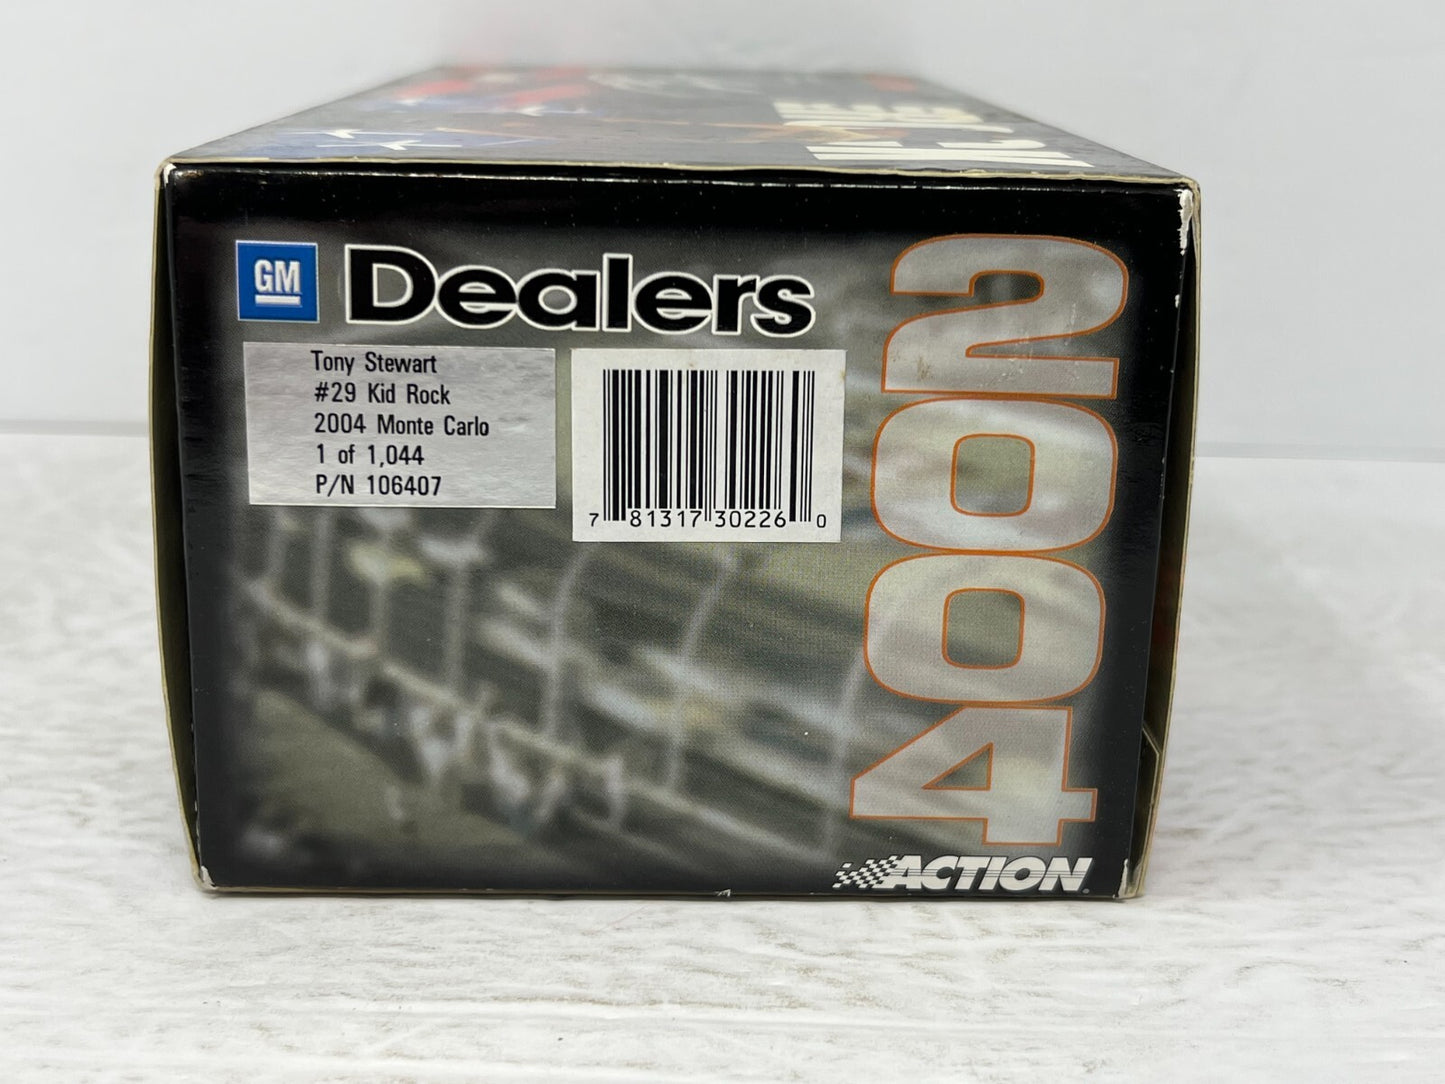 GM Dealers
Tony Stewart
#29 Kid Rock
2004 Monte Carlo
1 of 1,044
P/N 106407
7 81317 30226 0
2004
ACTION